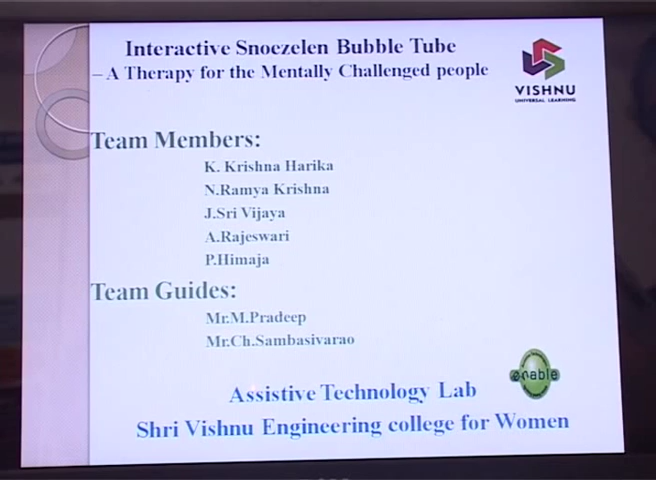 Interactive Snoezelen Bubble Tube
– A Therapy for the Mentally Challenged people
VISHNU
UNIVERSAL LEARNING
Team Members:
K. Krishna Harika
N.Ramya Krishna
J.Sri Vijaya
A.Rajeswari
P.Himaja
Team Guides:
Mr.M.Pradeep
Mr.Ch.Sambasivarao
enable
Assistive Technology Lab
Shri Vishnu Engineering college for Women